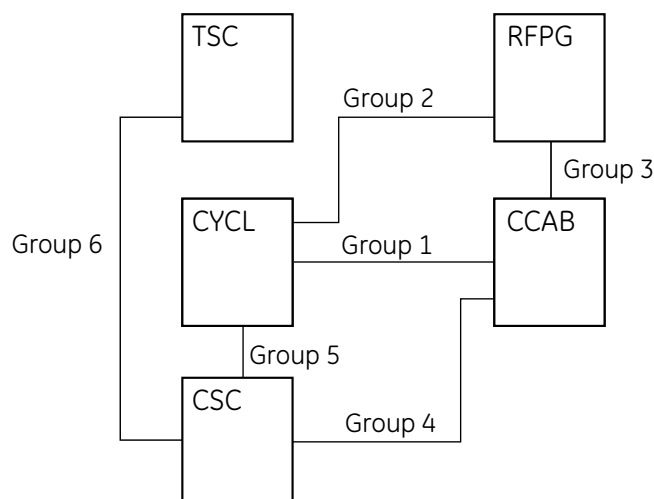 TSC
RFPG
Group 2
Group 3
CYCL
CCAB
Group 6
Group 1
Group 5
CSC
Group 4